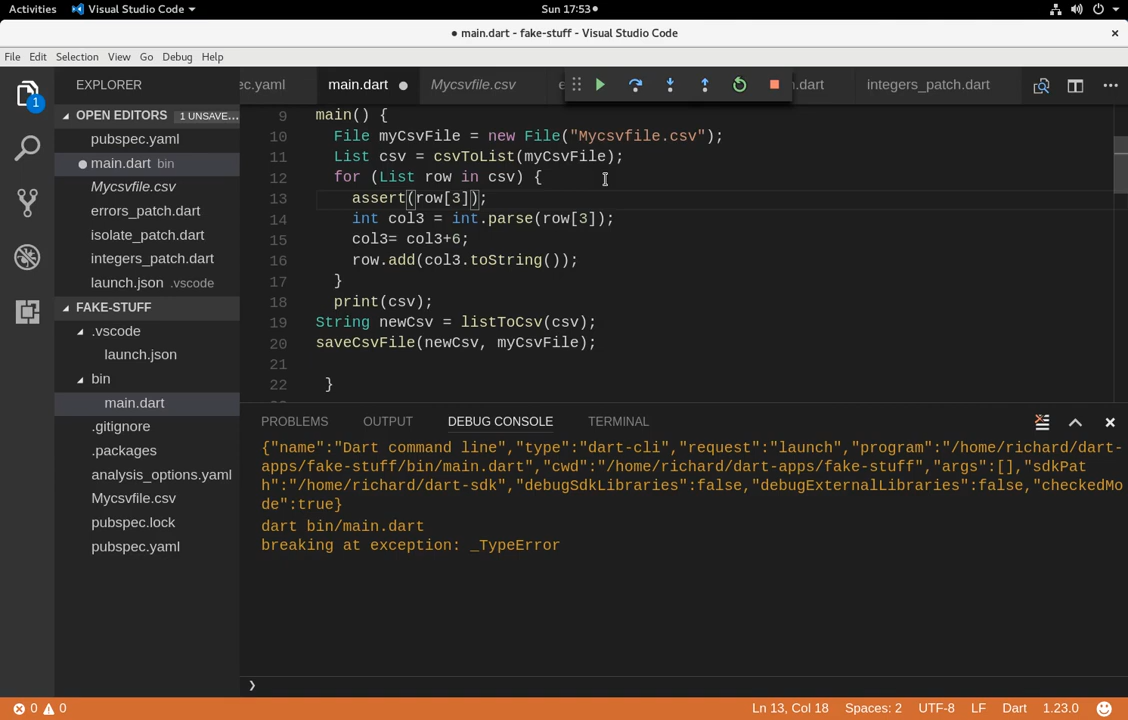 Activities Visual Studio Code Sun 17:53
main.dart - fake-stuff - Visual Studio Code
File Edit Selection View Go Debug Help
EXPLORER ec.yaml main.dart Mycsvfile.csv .dart integers_patch.dart
1
OPEN EDITORS 1 UNSAVE...
pubspec.yaml
main.dart bin
Mycsvfile.csv
errors_patch.dart
isolate_patch.dart
integers_patch.dart
launch.json .vscode
FAKE-STUFF
.vscode
launch.json
bin
main.dart
.gitignore
.packages
analysis_options.yaml
Mycsvfile.csv
pubspec.lock
pubspec.yaml
9 main() {
10 File myCsvFile = new File("Mycsvfile.csv");
11 List csv = csvToList(myCsvFile);
12 for (List row in csv) {
13 assert(row[3]);
14 int col3 = int.parse(row[3]);
15 col3= col3+6;
16 row.add(col3.toString());
17 }
18 print(csv);
19 String newCsv = listToCsv(csv);
20 saveCsvFile(newCsv, myCsvFile);
21
22 }
PROBLEMS OUTPUT DEBUG CONSOLE TERMINAL
{"name":"Dart command line","type":"dart-cli","request":"launch","program":"/home/richard/dart-
apps/fake-stuff/bin/main.dart","cwd":"/home/richard/dart-apps/fake-stuff","args":[],"sdkPat
h":"/home/richard/dart-sdk","debugSdkLibraries":false,"debugExternalLibraries":false,"checkedMo
de":true}
dart bin/main.dart
breaking at exception: _TypeError
0 0 Ln 13, Col 18 Spaces: 2 UTF-8 LF Dart 1.23.0